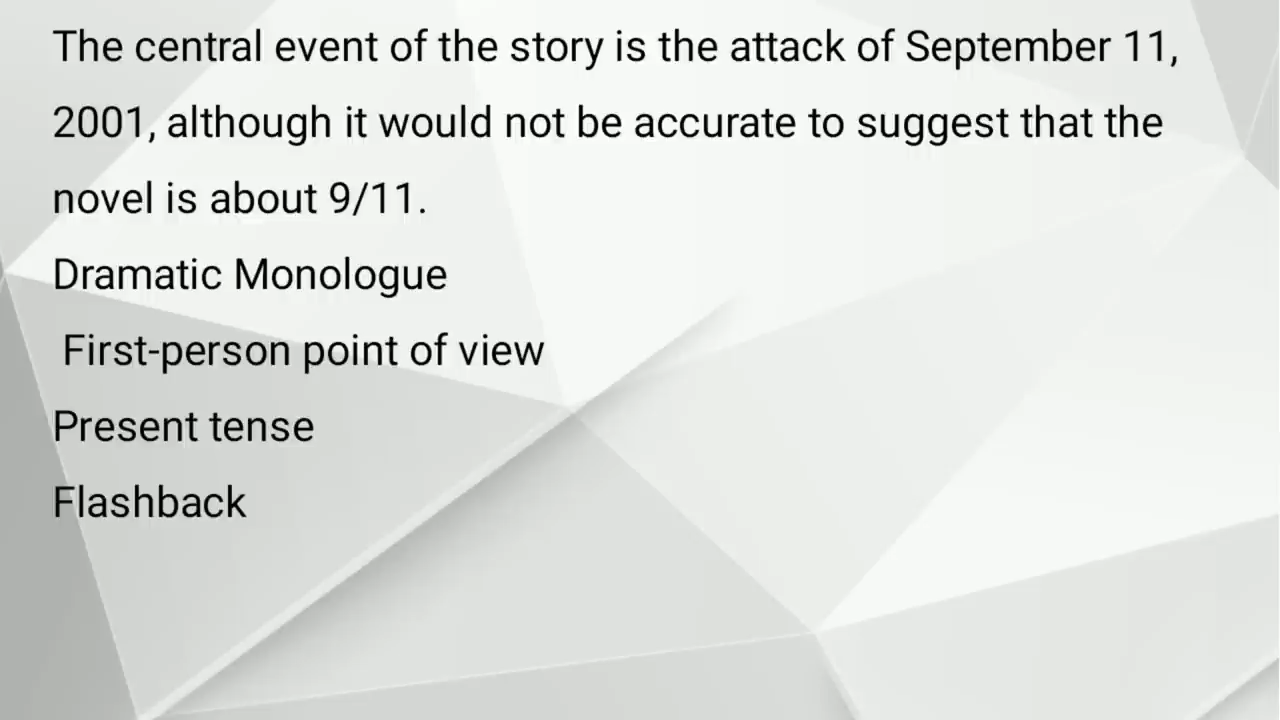 The central event of the story is the attack of September 11,
2001, although it would not be accurate to suggest that the
novel is about 9/11.
Dramatic Monologue
First-person point of view
Present tense
Flashback